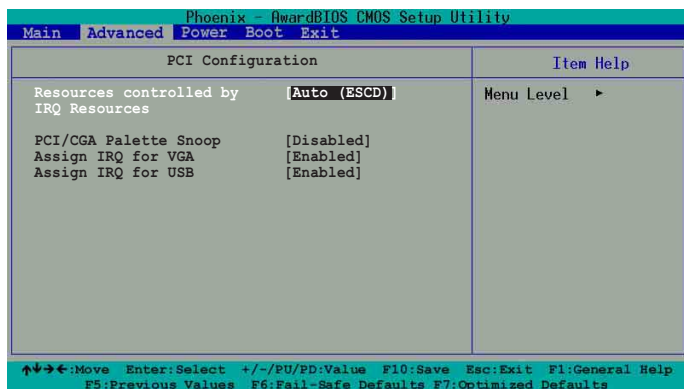 Phoenix - AwardBIOS CMOS Setup Utility
Main Advanced Power Boot Exit
PCI Configuration
Item Help
Resources controlled by [Auto (ESCD)]
IRQ Resources
Menu Level ►
PCI/CGA Palette Snoop [Disabled]
Assign IRQ for VGA [Enabled]
Assign IRQ for USB [Enabled]
↑↓→←:Move Enter:Select +/-/PU/PD:Value F10:Save Esc:Exit F1:General Help
F5:Previous Values F6:Fail-Safe Defaults F7:Optimized Defaults